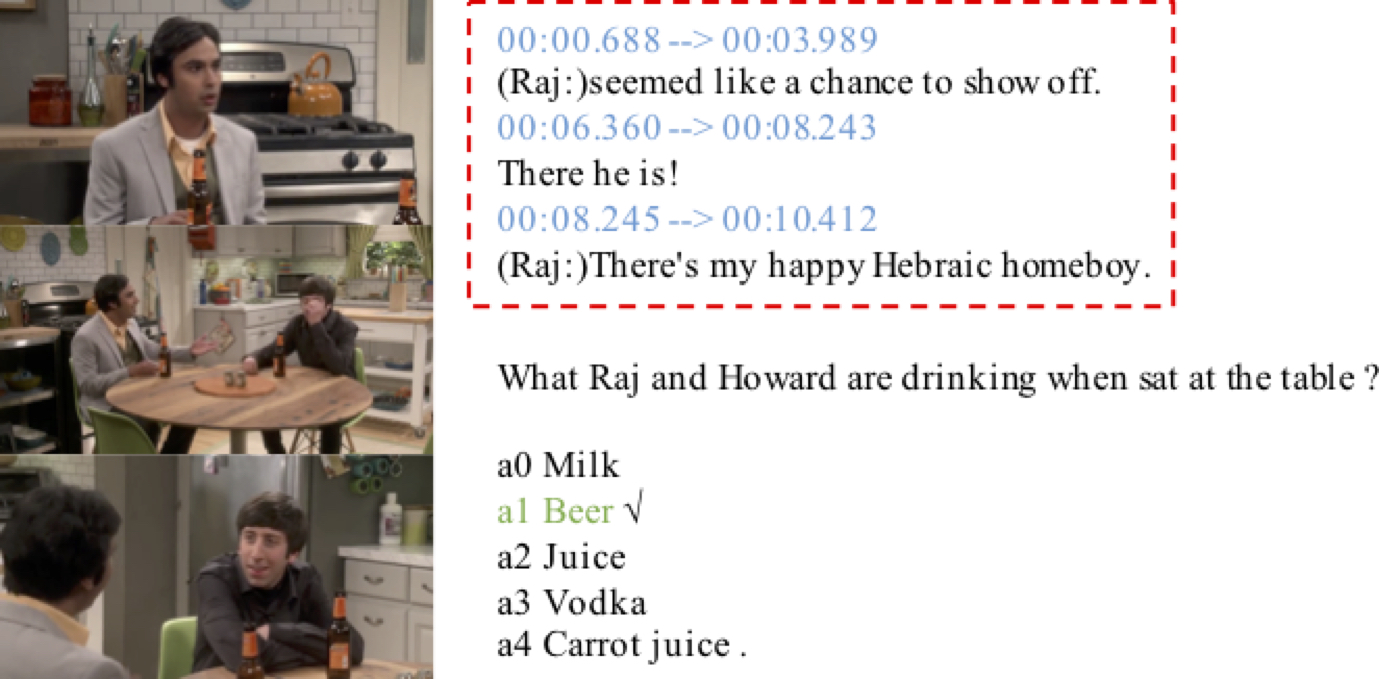 00:00.688 --> 00:03.989
(Raj:)seemed like a chance to show off.
00:06.360 --> 00:08.243
There he is!
00:08.245 --> 00:10.412
(Raj:)There's my happy Hebraic homeboy.
What Raj and Howard are drinking when sat at the table ?
a0 Milk
a1 Beer √
a2 Juice
a3 Vodka
a4 Carrot juice .